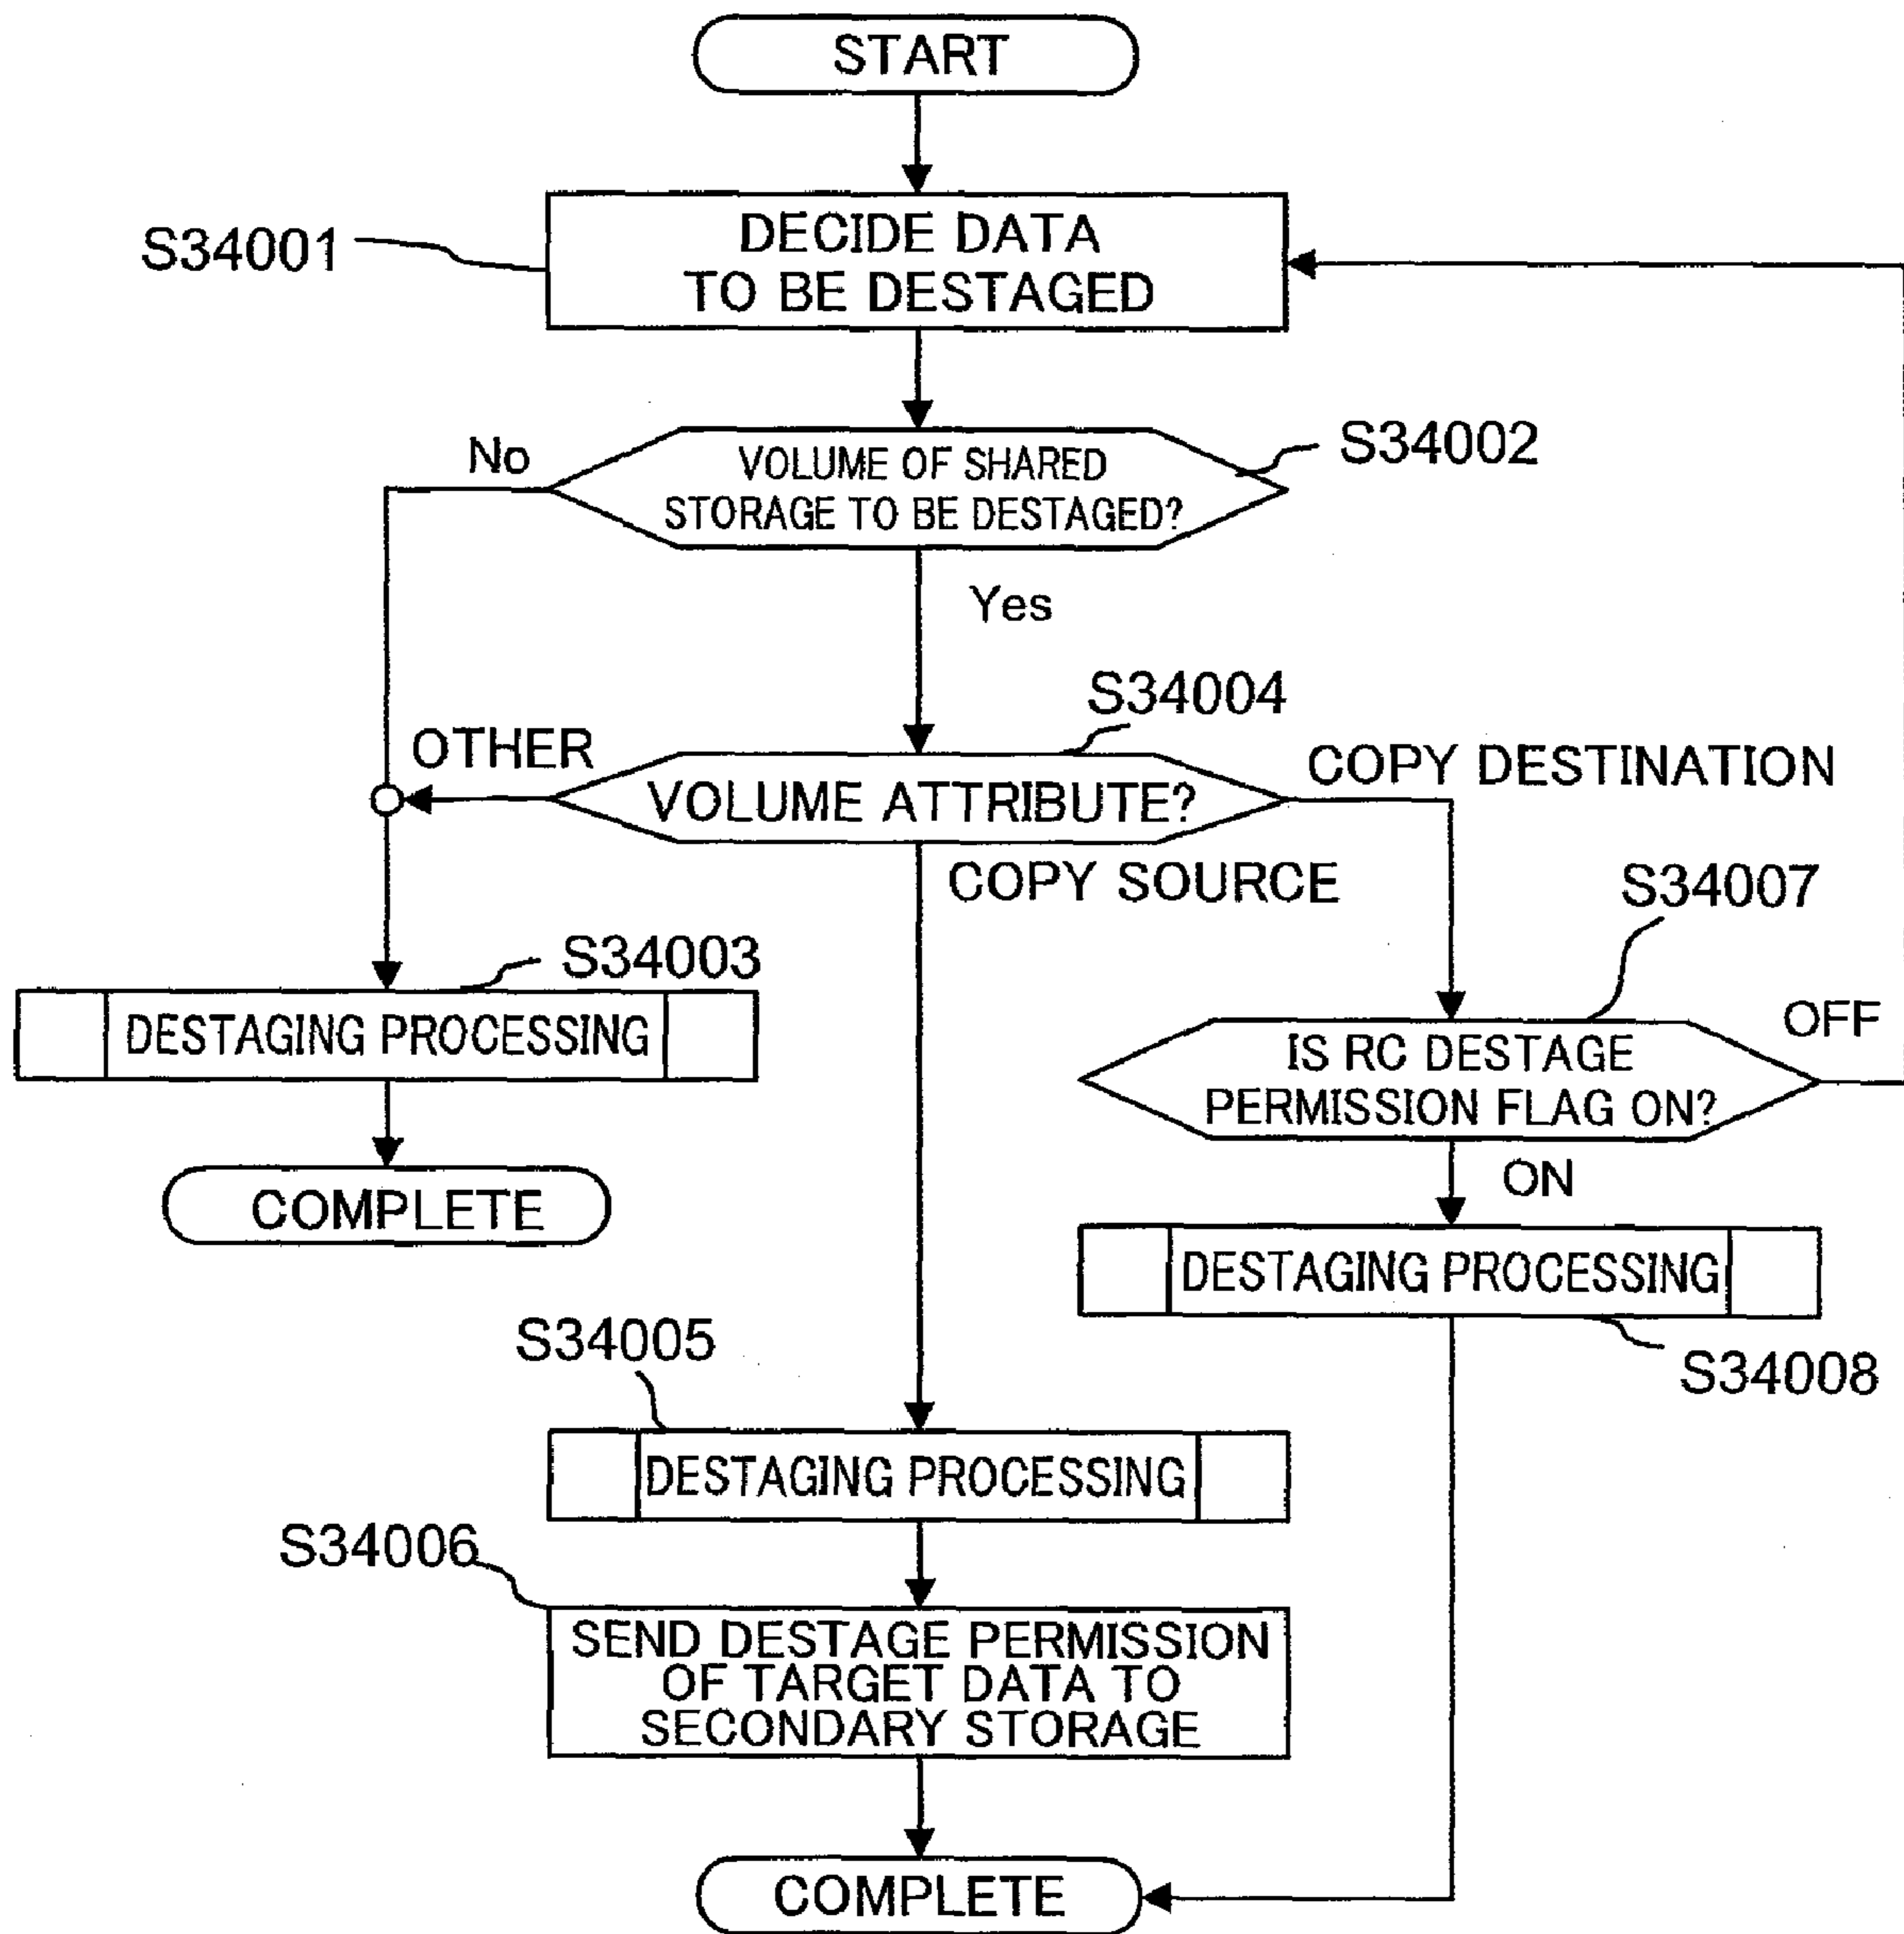 START
S34001
DECIDE DATA
TO BE DESTAGED
No
VOLUME OF SHARED
STORAGE TO BE DESTAGED?
S34002
Yes
S34004
OTHER
VOLUME ATTRIBUTE?
COPY DESTINATION
COPY SOURCE
S34007
S34003
DESTAGING PROCESSING
IS RC DESTAGE
PERMISSION FLAG ON?
OFF
ON
COMPLETE
DESTAGING PROCESSING
S34008
S34005
DESTAGING PROCESSING
S34006
SEND DESTAGE PERMISSION
OF TARGET DATA TO
SECONDARY STORAGE
COMPLETE